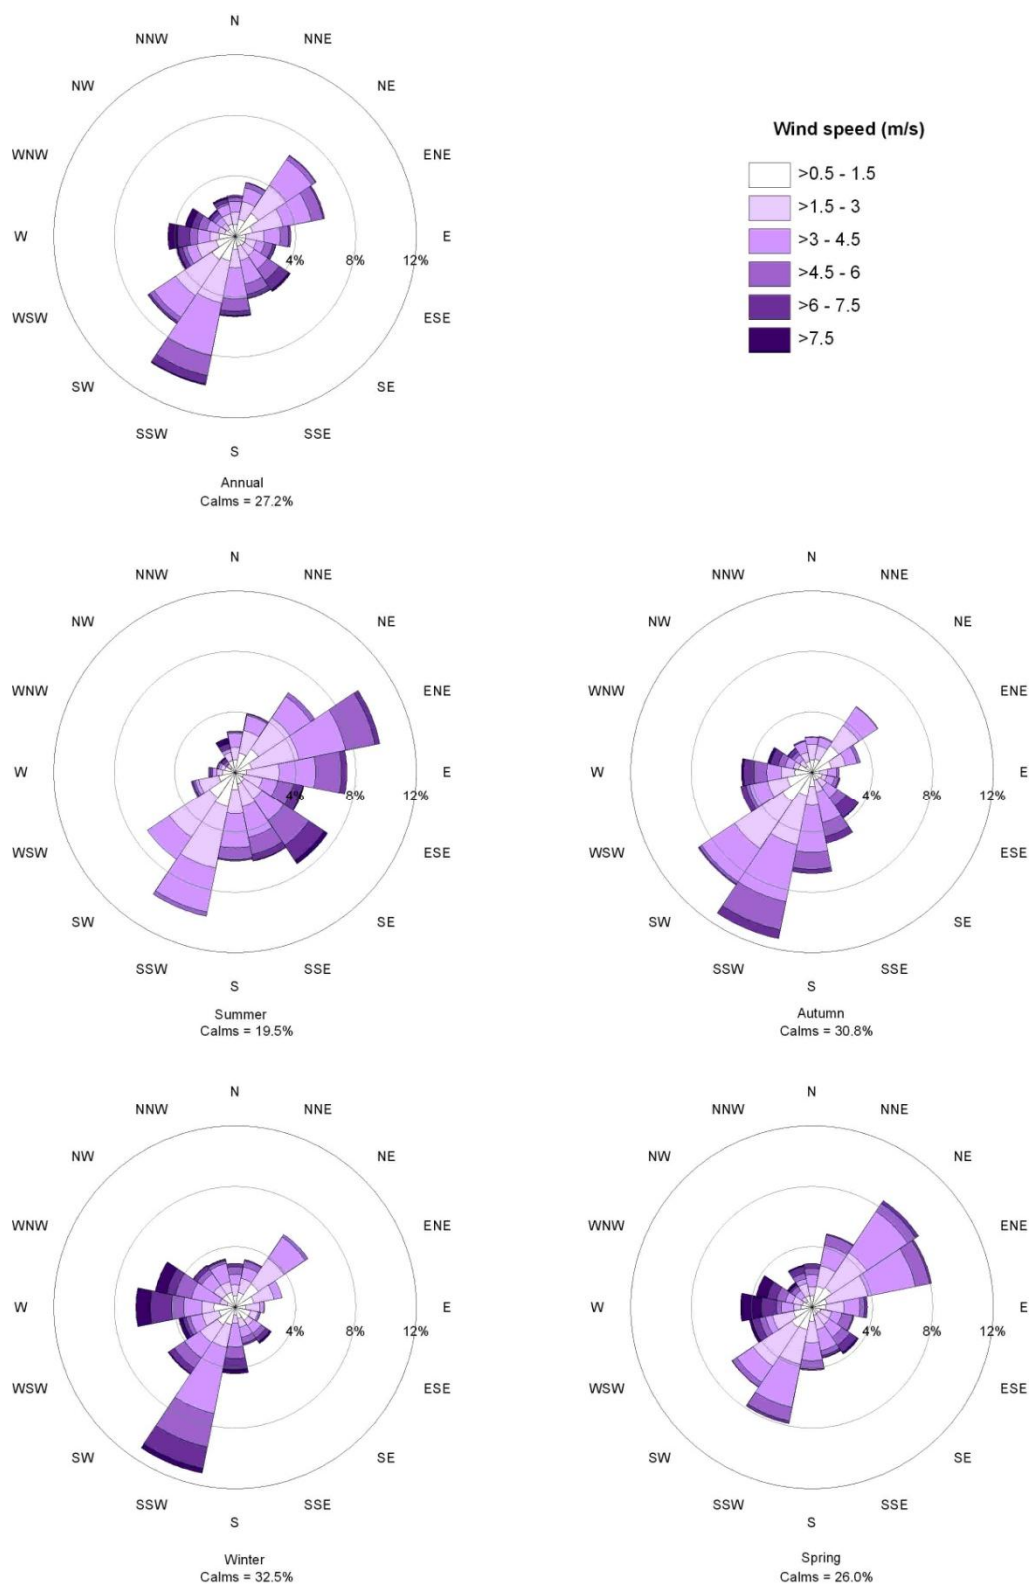 N
NNW
NNE
NW
NE
WNW
ENE
W
E
4%
8%
12%
WSW
ESE
SW
SE
SSW
SSE
S
Annual
Calms = 27.2%
Wind speed (m/s)
>0.5 - 1.5
>1.5 - 3
>3 - 4.5
>4.5 - 6
>6 - 7.5
>7.5
N
NNW
NNE
NW
NE
WNW
ENE
W
E
4%
8%
12%
WSW
ESE
SW
SE
SSW
SSE
S
Summer
Calms = 19.5%
N
NNW
NNE
NW
NE
WNW
ENE
W
E
4%
8%
12%
WSW
ESE
SW
SE
SSW
SSE
S
Autumn
Calms = 30.8%
N
NNW
NNE
NW
NE
WNW
ENE
W
E
4%
8%
12%
WSW
ESE
SW
SE
SSW
SSE
S
Winter
Calms = 32.5%
N
NNW
NNE
NW
NE
WNW
ENE
W
E
4%
8%
12%
WSW
ESE
SW
SE
SSW
SSE
S
Spring
Calms = 26.0%